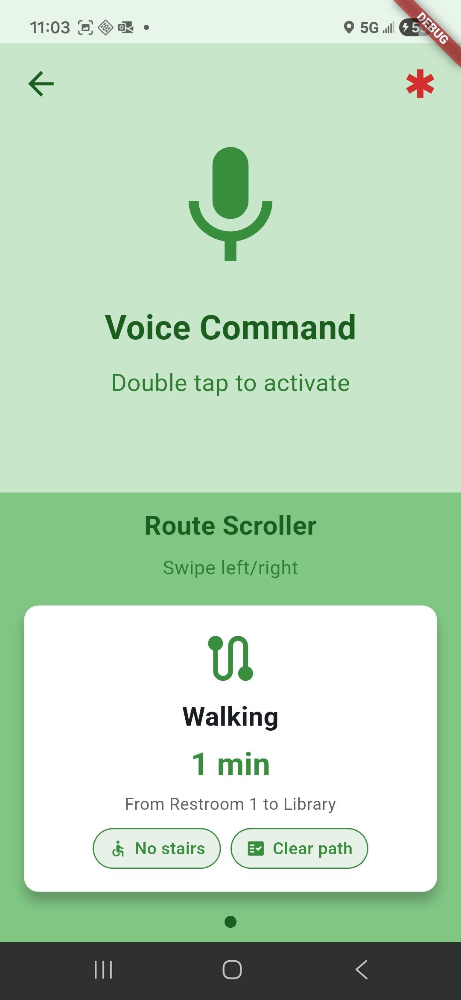 11:03
5G
DEBUG
Voice Command
Double tap to activate
Route Scroller
Swipe left/right
Walking
1 min
From Restroom 1 to Library
No stairs
Clear path